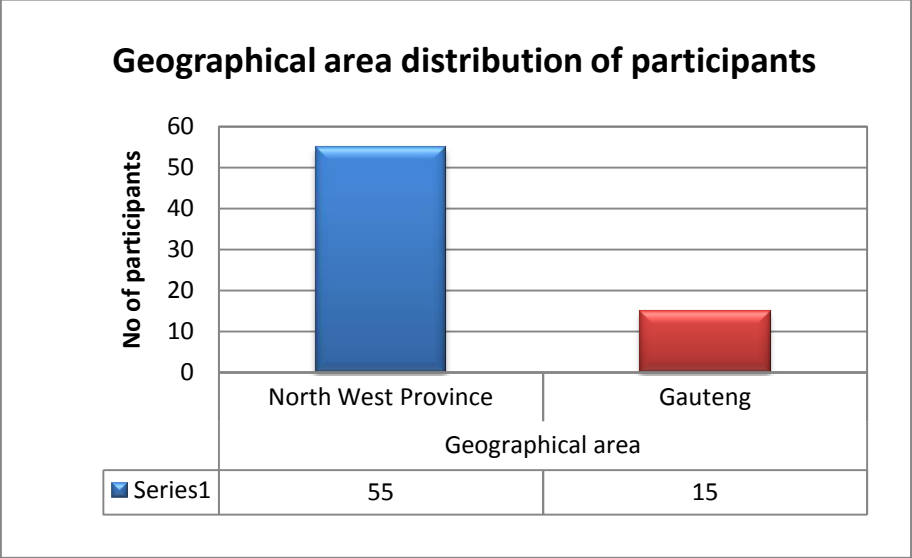 Geographical area distribution of participants
No of participants
60
50
40
30
20
10
0
North West Province Gauteng
Geographical area
Series1 55 15